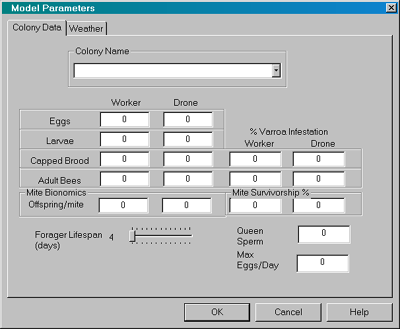 Model Parameters
Colony Data Weather
Colony Name
Worker Drone
Eggs 0 0
% Varroa Infestation
Larvae 0 0 Worker Drone
Capped Brood 0 0 0 0
Adult Bees 0 0 0 0
Mite Bionomics Mite Survivorship %
Offspring/mite 0 0 0 0
Forager Lifespan 4
(days)
Queen
Sperm 0
Max
Eggs/Day 0
OK Cancel Help